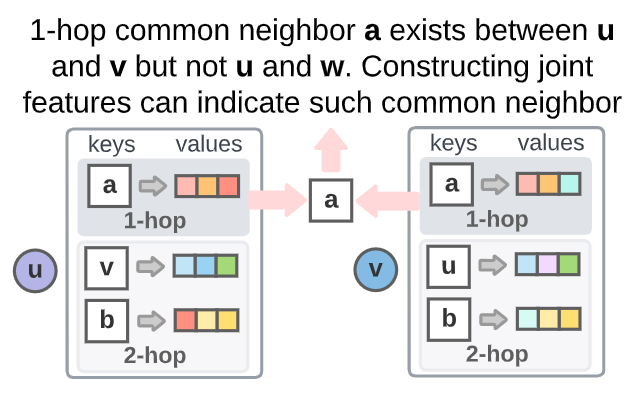 1-hop common neighbor a exists between u
and v but not u and w. Constructing joint
features can indicate such common neighbor
keys values
a
1-hop
u
v
b
2-hop
a
keys values
a
1-hop
v
u
b
2-hop